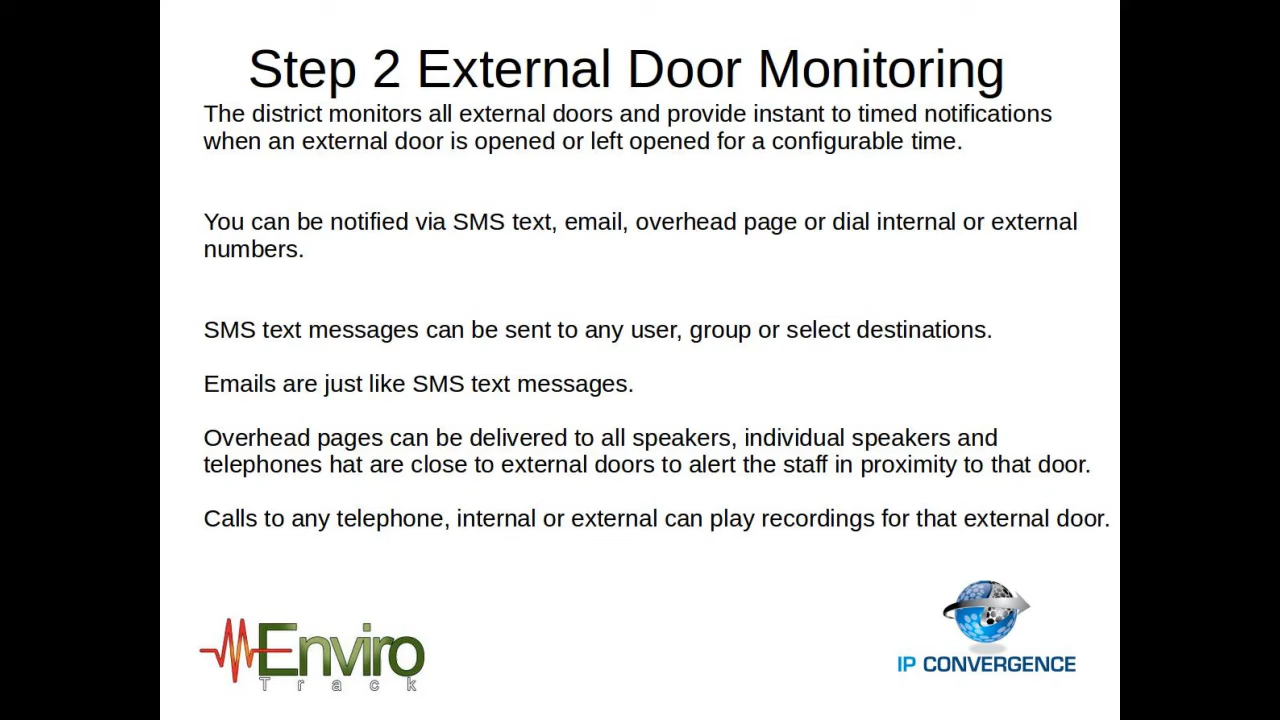 Step 2 External Door Monitoring
The district monitors all external doors and provide instant to timed notifications
when an external door is opened or left opened for a configurable time.
You can be notified via SMS text, email, overhead page or dial internal or external
numbers.
SMS text messages can be sent to any user, group or select destinations.
Emails are just like SMS text messages.
Overhead pages can be delivered to all speakers, individual speakers and
telephones hat are close to external doors to alert the staff in proximity to that door.
Calls to any telephone, internal or external can play recordings for that external door.
Enviro
Track
IP CONVERGENCE